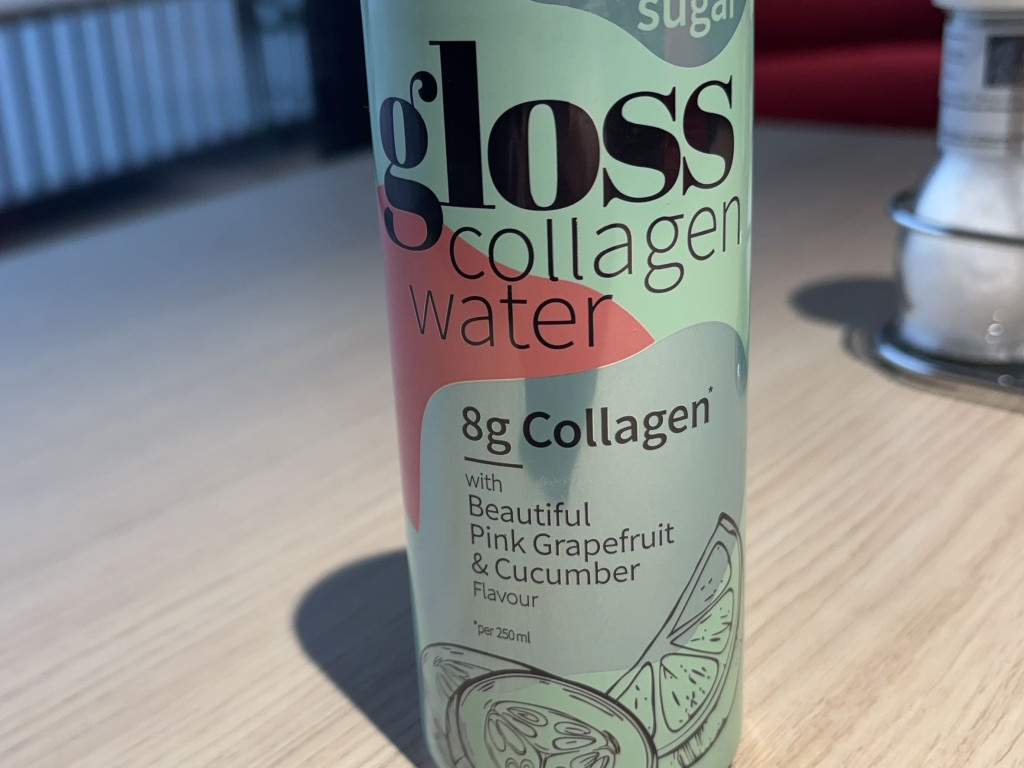 sugar
gloss
collagen
water
8g Collagen*
with
Beautiful
Pink Grapefruit
& Cucumber
Flavour
*per 250 ml